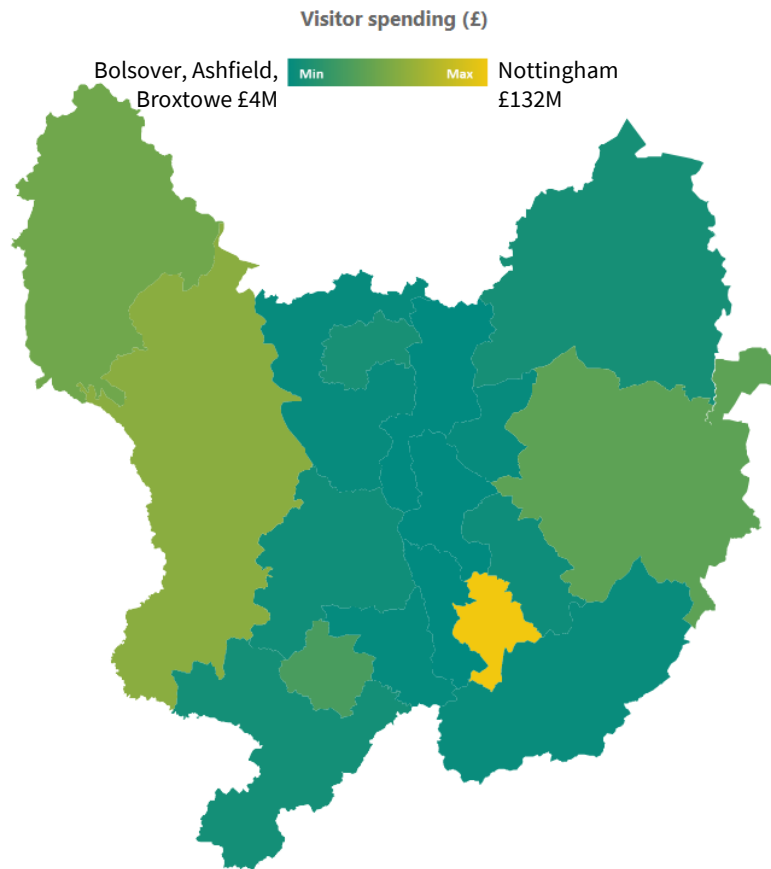 Visitor spending (£)
Bolsover, Ashfield,
Broxtowe £4M
Min
Max
Nottingham
£132M